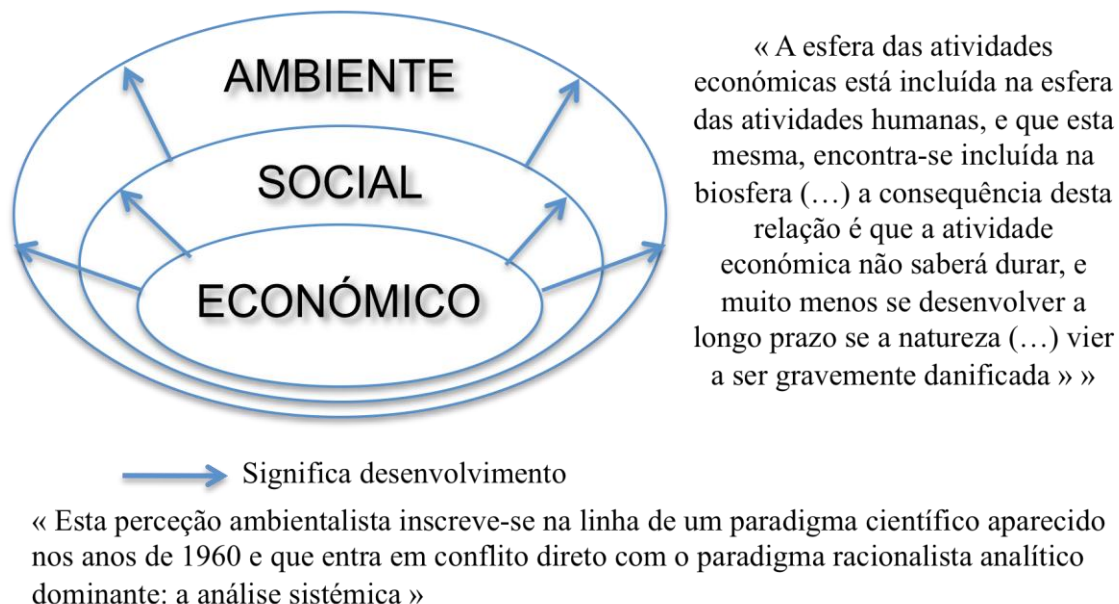 AMBIENTE
SOCIAL
ECONÓMICO
« A esfera das atividades
económicas está incluída na esfera
das atividades humanas, e que esta
mesma, encontra-se incluída na
biosfera (…) a consequência desta
relação é que a atividade
económica não saberá durar, e
muito menos se desenvolver a
longo prazo se a natureza (…) vier
a ser gravemente danificada » »
Significa desenvolvimento
« Esta perceção ambientalista inscreve-se na linha de um paradigma científico aparecido
nos anos de 1960 e que entra em conflito direto com o paradigma racionalista analítico
dominante: a análise sistémica »